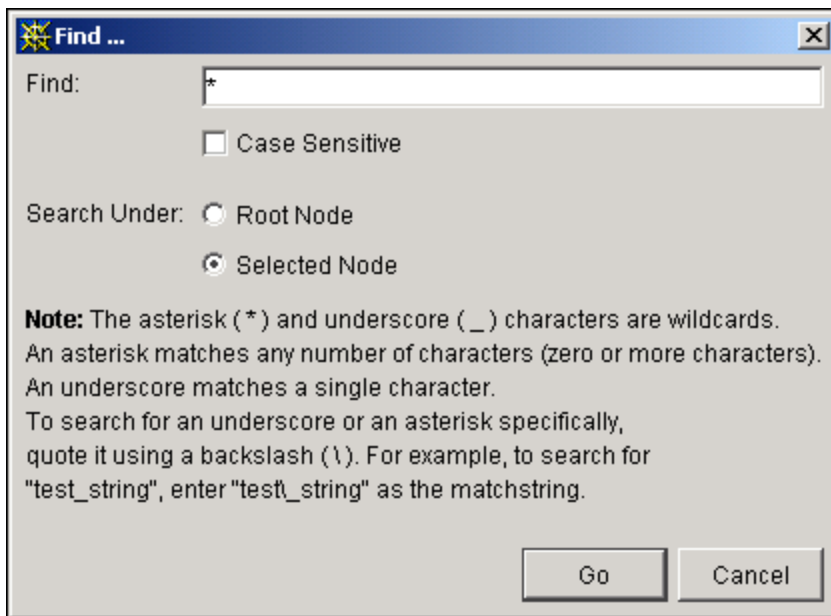 Find ...
Find: *
Case Sensitive
Search Under: Root Node
Selected Node
Note: The asterisk ( * ) and underscore ( _ ) characters are wildcards.
An asterisk matches any number of characters (zero or more characters).
An underscore matches a single character.
To search for an underscore or an asterisk specifically,
quote it using a backslash ( \ ). For example, to search for
"test_string", enter "test\_string" as the matchstring.
Go Cancel